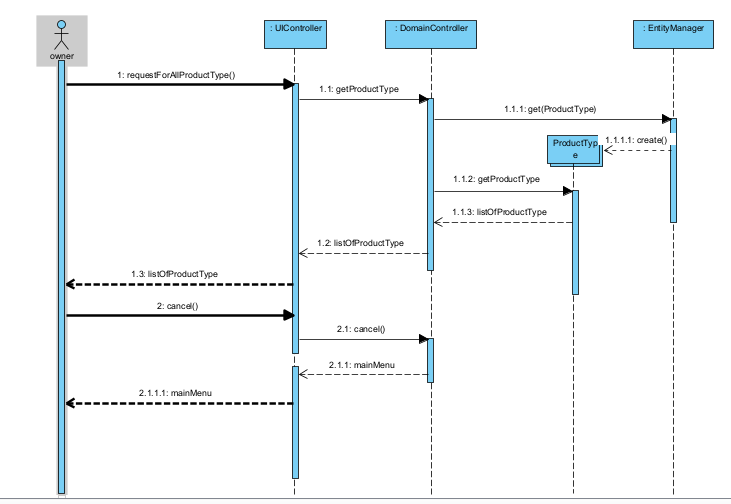 : UIController
: DomainController
: EntityManager
owner
1: requestForAllProductType()
1.1: getProductType
1.1.1: get(ProductType)
1.1.1.1: create()
ProductTyp
e
1.1.2: getProductType
1.1.3: listOfProductType
1.2: listOfProductType
1.3: listOfProductType
2: cancel()
2.1: cancel()
2.1.1: mainMenu
2.1.1.1: mainMenu